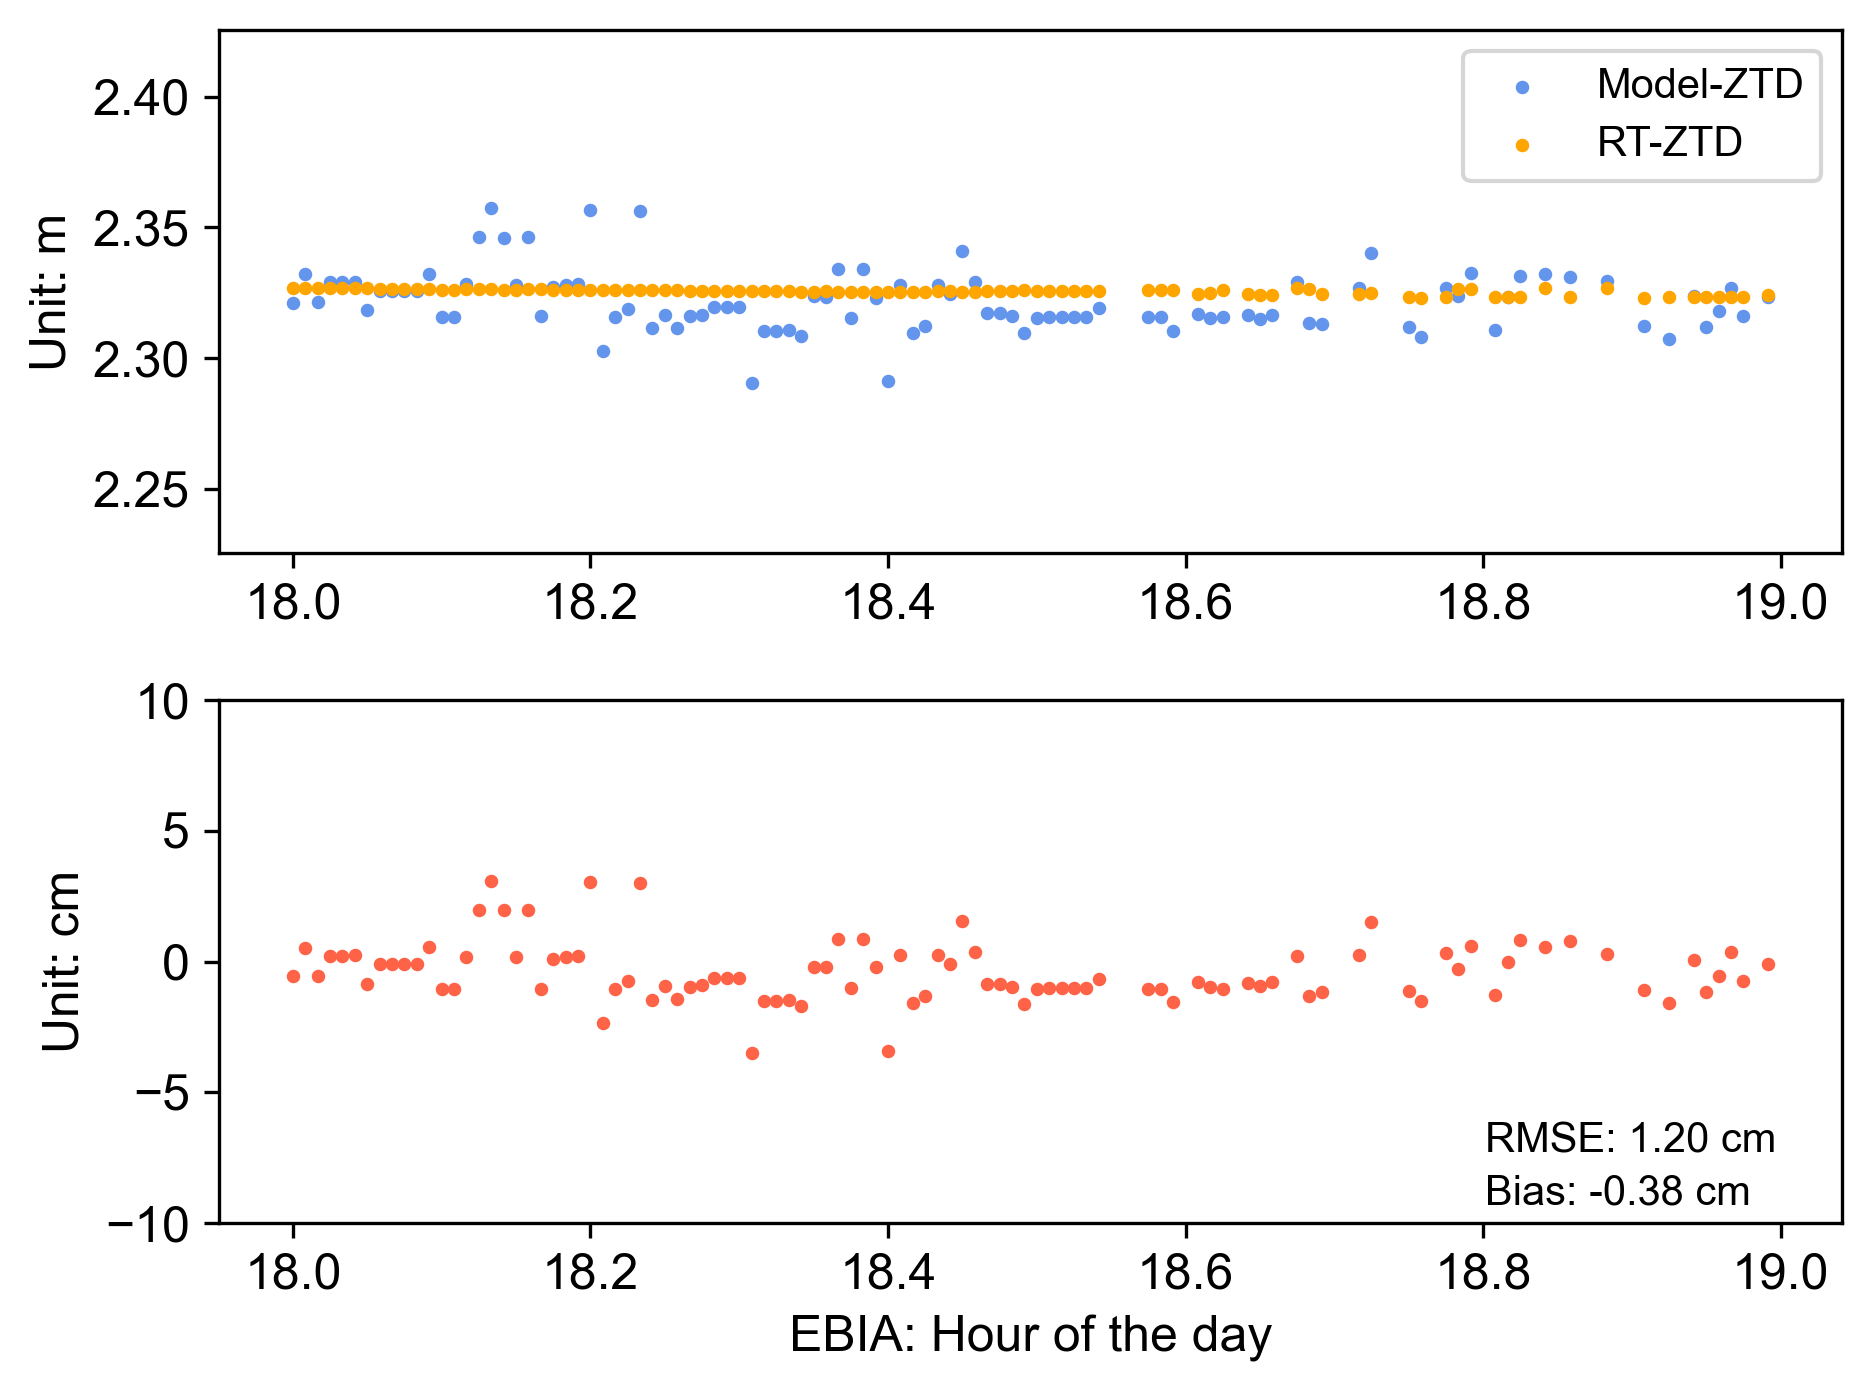 Unit: m
2.40
2.35
2.30
2.25
Model-ZTD
RT-ZTD
18.0 18.2 18.4 18.6 18.8 19.0
Unit: cm
10
5
0
−5
−10
RMSE: 1.20 cm
Bias: -0.38 cm
18.0 18.2 18.4 18.6 18.8 19.0
EBIA: Hour of the day